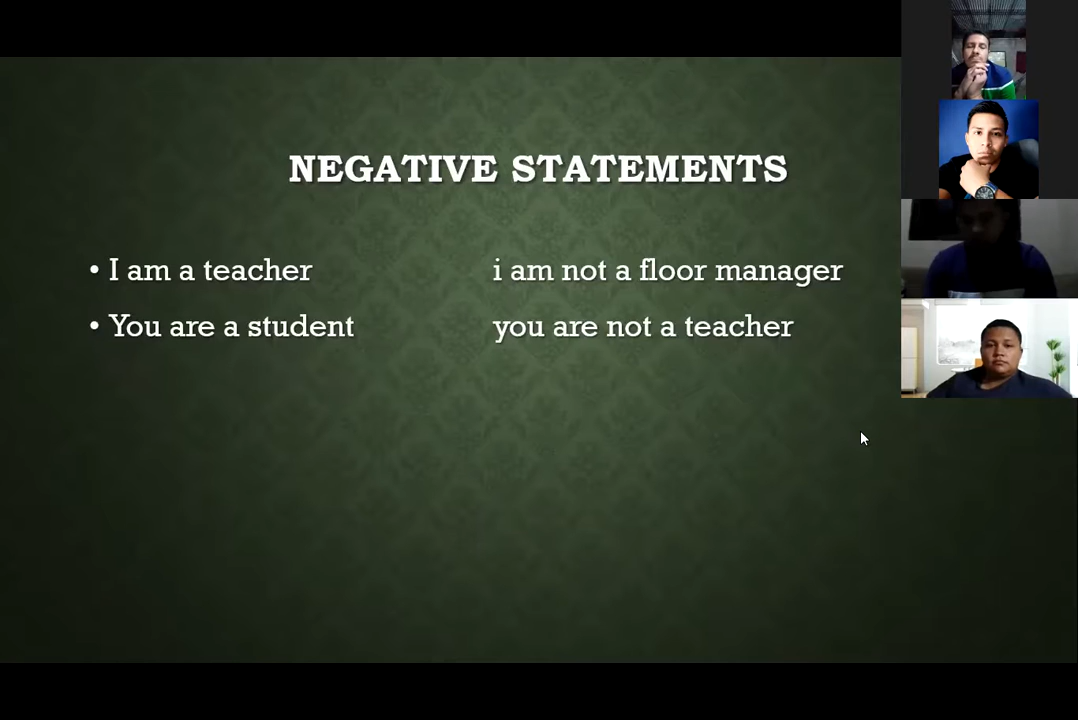 NEGATIVE STATEMENTS
• I am a teacher i am not a floor manager
• You are a student you are not a teacher